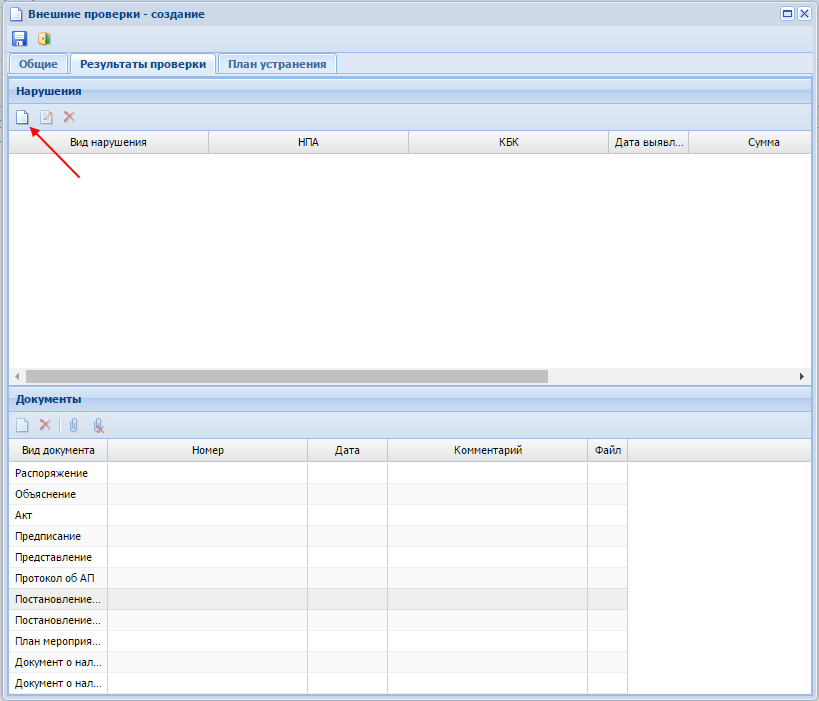 Внешние проверки - создание
Общие Результаты проверки План устранения
Нарушения
Вид нарушения НПА КБК Дата выявл... Сумма
Документы
Вид документа Номер Дата Комментарий Файл
Распоряжение
Объяснение
Акт
Предписание
Представление
Протокол об АП
Постановление...
Постановление...
План мероприя...
Документ о нал...
Документ о нал...